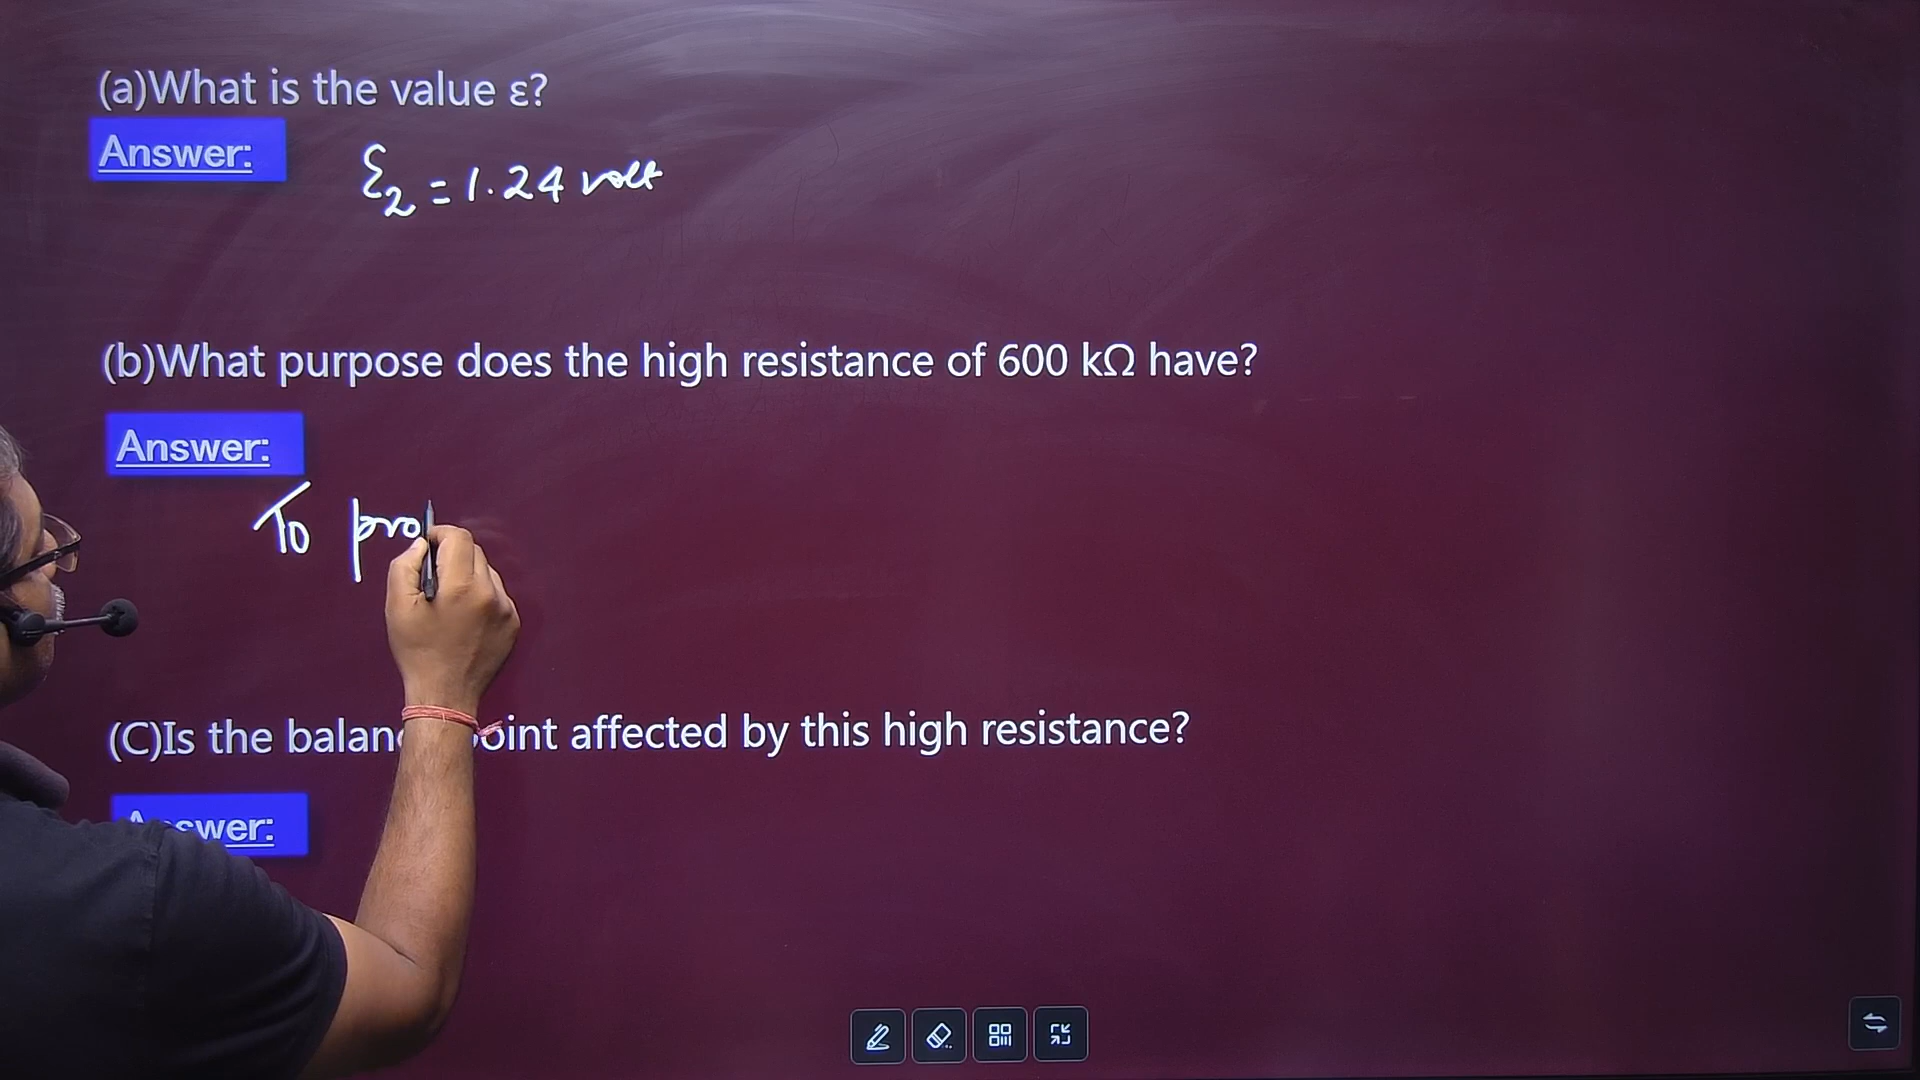 (a)What is the value ε?
Answer:
ε2 = 1.24 volt
(b)What purpose does the high resistance of 600 kΩ have?
Answer:
To pro
(C)Is the balan oint affected by this high resistance?
Answer: